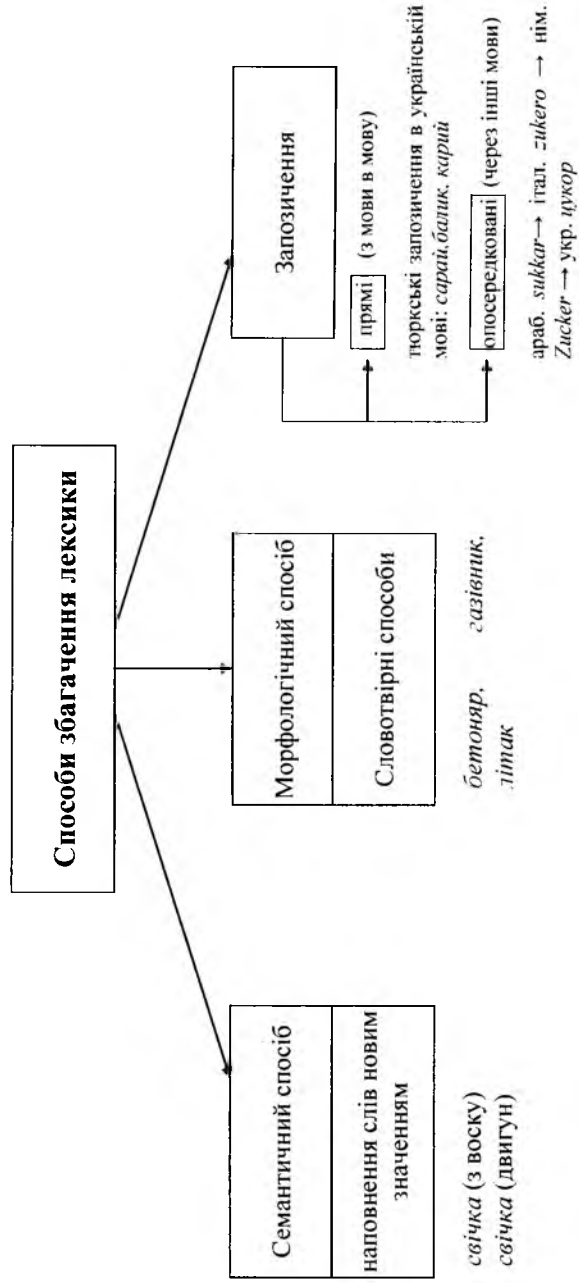 Способи збагачення лексики
Семантичний спосіб
наповнення слів новим
значенням
свічка (з воску)
свічка (двигун)
Морфологічний спосіб
Словотвірні способи
бетоняр, газівник,
літак
Запозичення
прямі (з мови в мову)
тюркські запозичення в українській
мові: сарай, балик, карий
опосередковані (через інші мови)
араб. sukkar → італ. zukero → нім.
Zucker → укр. цукор